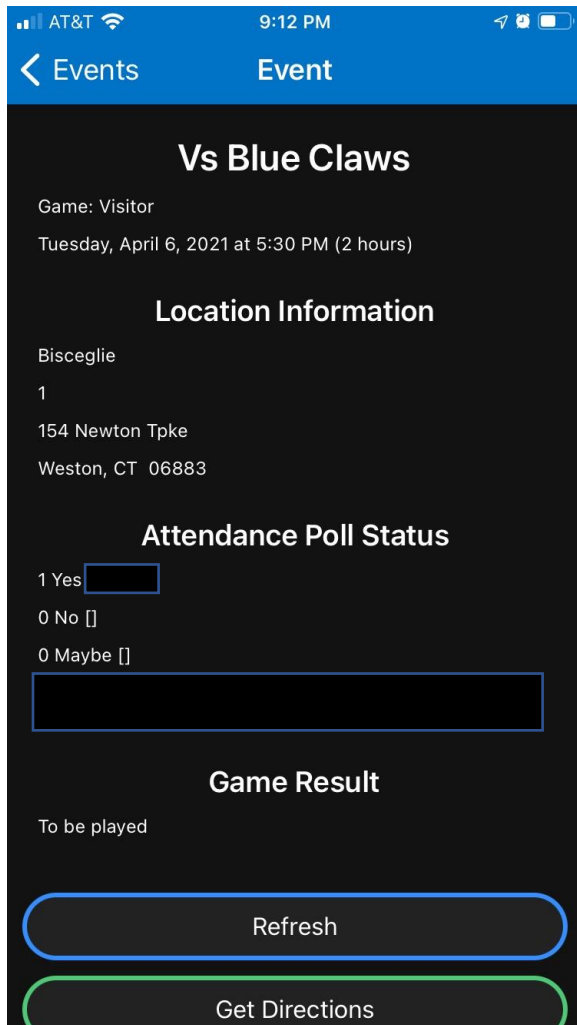 AT&T 9:12 PM
Events Event
Vs Blue Claws
Game: Visitor
Tuesday, April 6, 2021 at 5:30 PM (2 hours)
Location Information
Bisceglie
1
154 Newton Tpke
Weston, CT 06883
Attendance Poll Status
1 Yes
0 No []
0 Maybe []
Game Result
To be played
Refresh
Get Directions